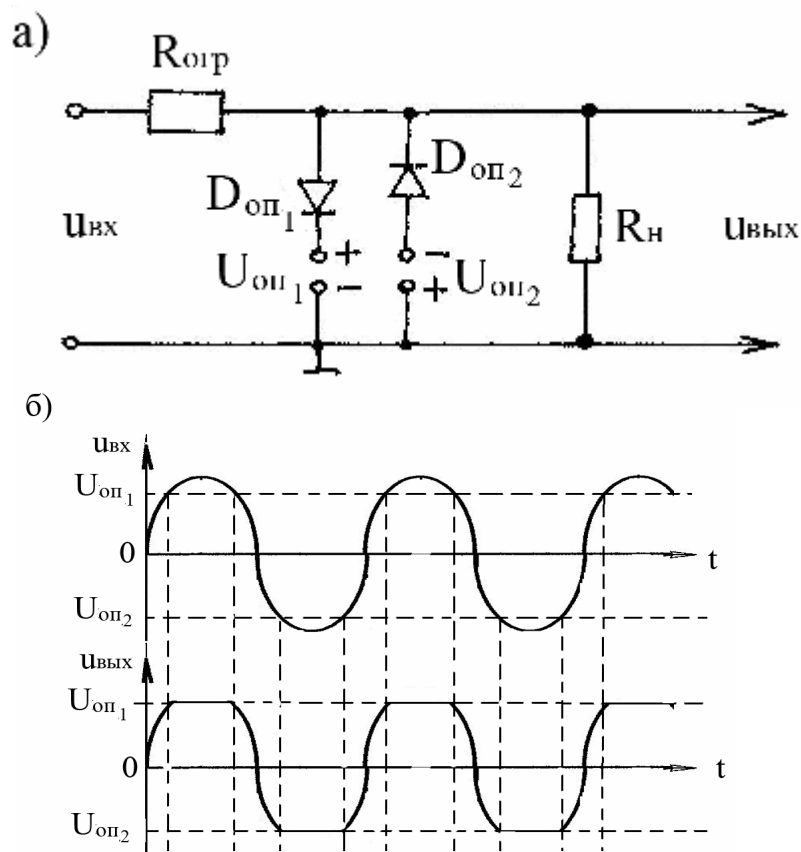 а)
Rогр
Dоп1
Dоп2
uвх
+
−
Uоп1
−
+
Uоп2
Rн
uвых
б)
uвх
Uоп1
0
t
Uоп2
uвых
Uоп1
0
t
Uоп2